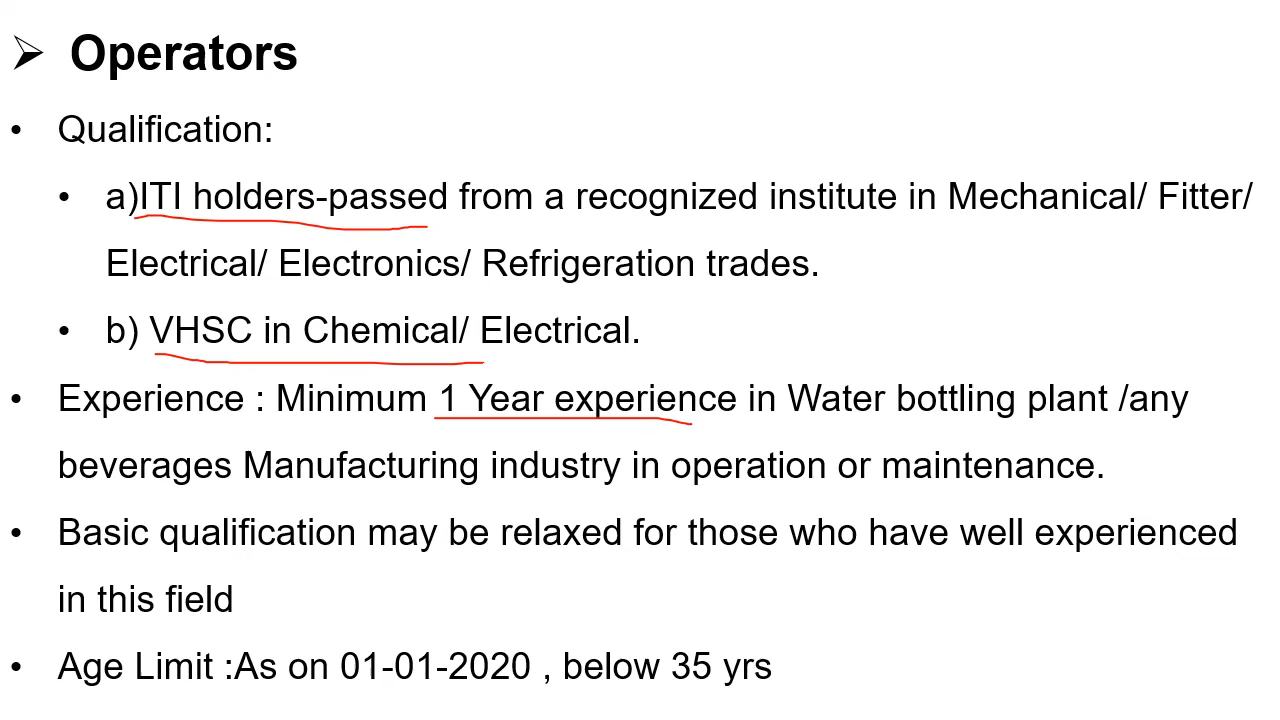 ➢ Operators
• Qualification:
• a)ITI holders-passed from a recognized institute in Mechanical/ Fitter/
Electrical/ Electronics/ Refrigeration trades.
• b) VHSC in Chemical/ Electrical.
• Experience : Minimum 1 Year experience in Water bottling plant /any
beverages Manufacturing industry in operation or maintenance.
• Basic qualification may be relaxed for those who have well experienced
in this field
• Age Limit :As on 01-01-2020 , below 35 yrs